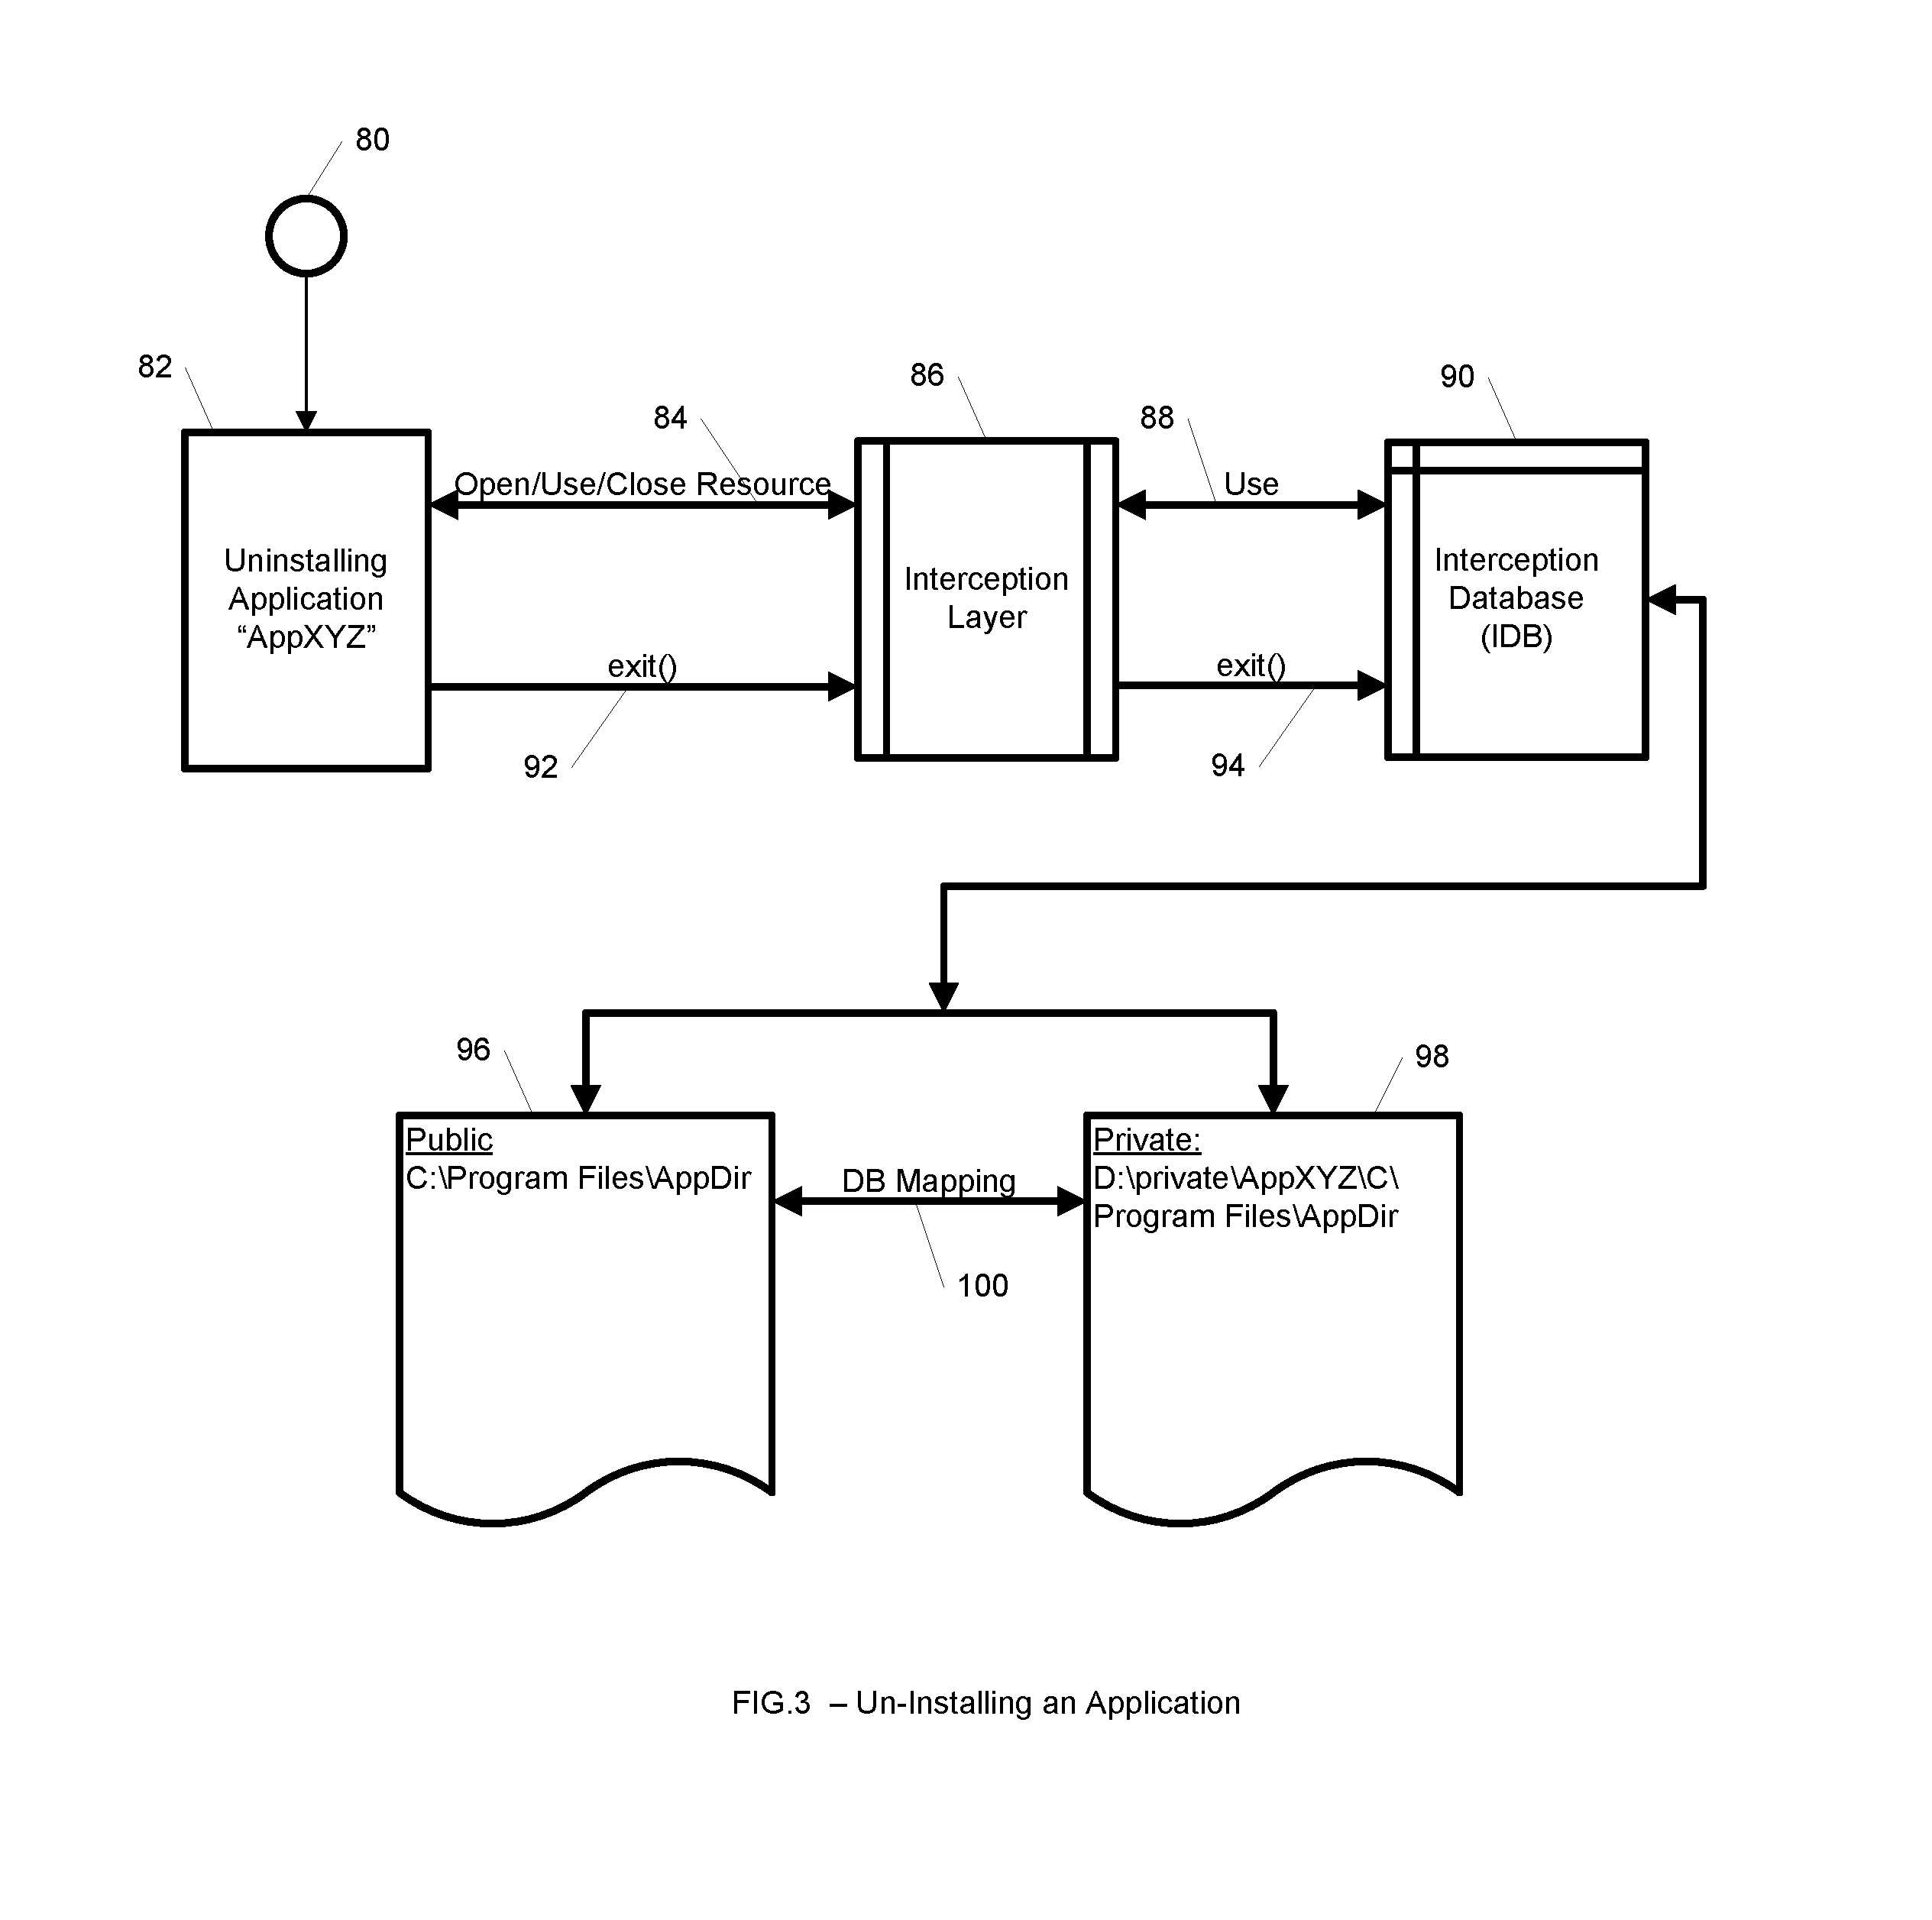 80
82
84
86
88
90
Open/Use/Close Resource
Use
Uninstalling
Application
“AppXYZ”
Interception
Layer
Interception
Database
(IDB)
exit()
exit()
92
94
96
98
Public
C:\Program Files\AppDir
DB Mapping
Private:
D:\private\AppXYZ\C\
Program Files\AppDir
100
FIG.3 – Un-Installing an Application